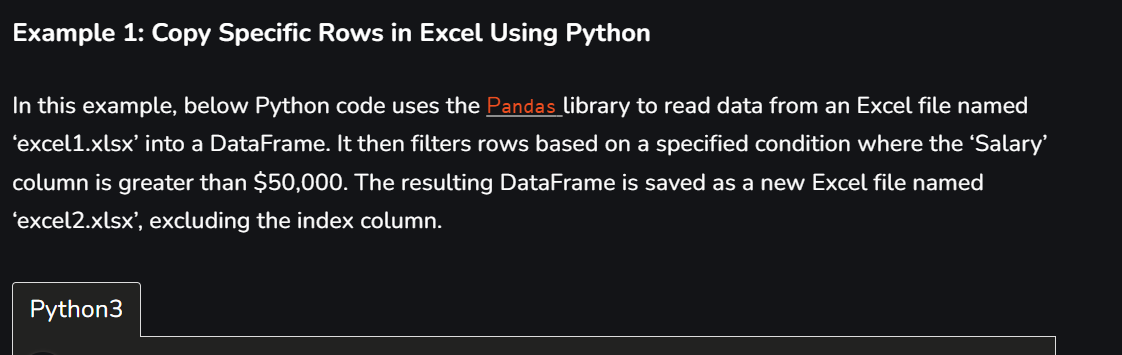 Example 1: Copy Specific Rows in Excel Using Python
In this example, below Python code uses the Pandas library to read data from an Excel file named
‘excel1.xlsx’ into a DataFrame. It then filters rows based on a specified condition where the ‘Salary’
column is greater than $50,000. The resulting DataFrame is saved as a new Excel file named
‘excel2.xlsx’, excluding the index column.
Python3